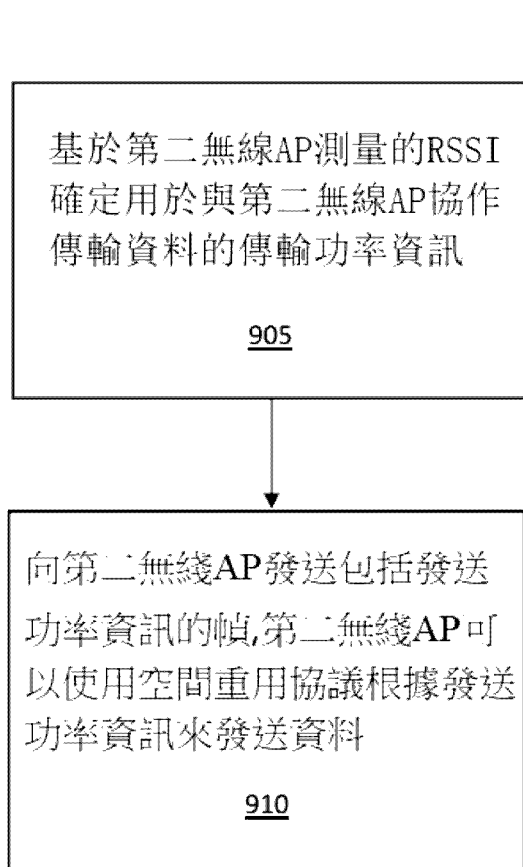 基於第二無線AP測量的RSSI
確定用於與第二無線AP協作
傳輸資料的傳輸功率資訊
905
向第二無綫AP發送包括發送
功率資訊的幀,第二無綫AP可
以使用空間重用協議根據發送
功率資訊來發送資料
910